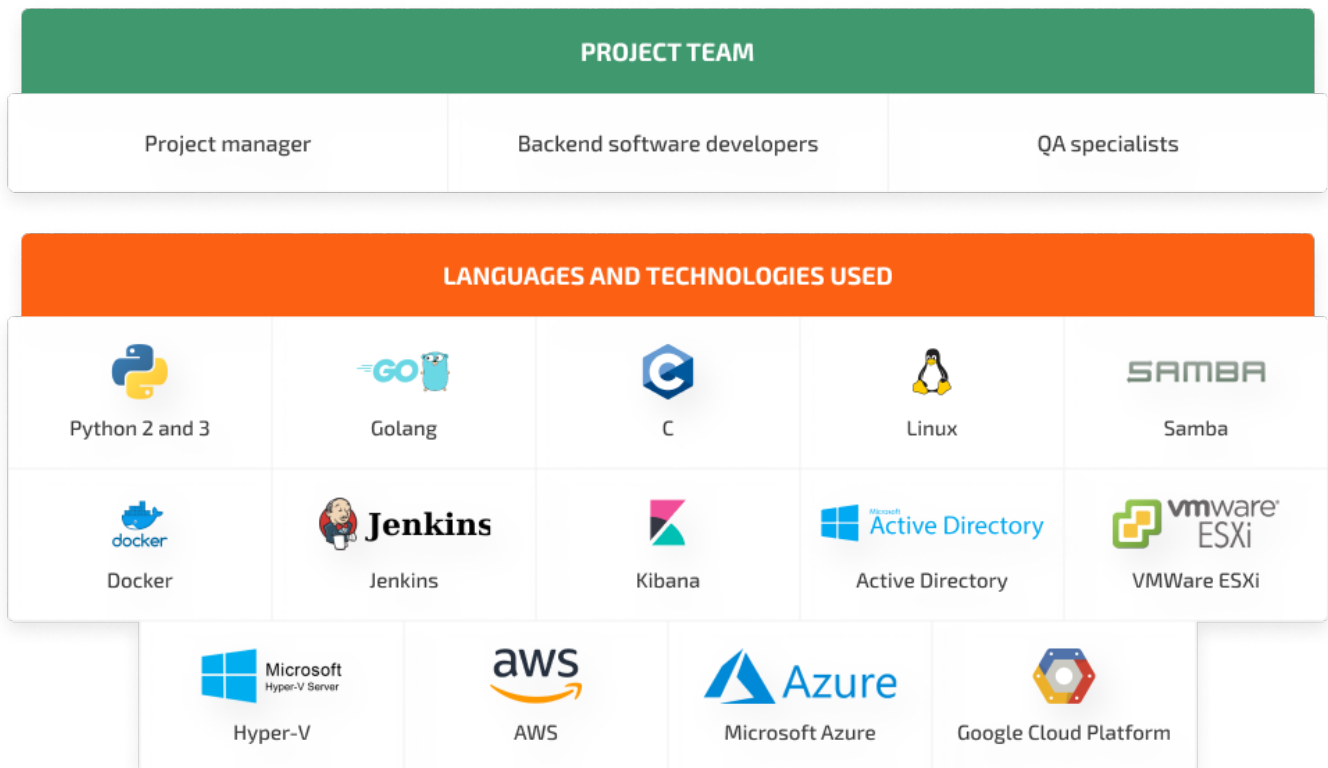 PROJECT TEAM
Project manager
Backend software developers
QA specialists
LANGUAGES AND TECHNOLOGIES USED
GO
C
SAMBA
Python 2 and 3
Golang
C
Linux
Samba
docker
Jenkins
Microsoft
Active Directory
vmware®
ESXi
Docker
Jenkins
Kibana
Active Directory
VMWare ESXi
Microsoft
Hyper-V Server
aws
Azure
Hyper-V
AWS
Microsoft Azure
Google Cloud Platform